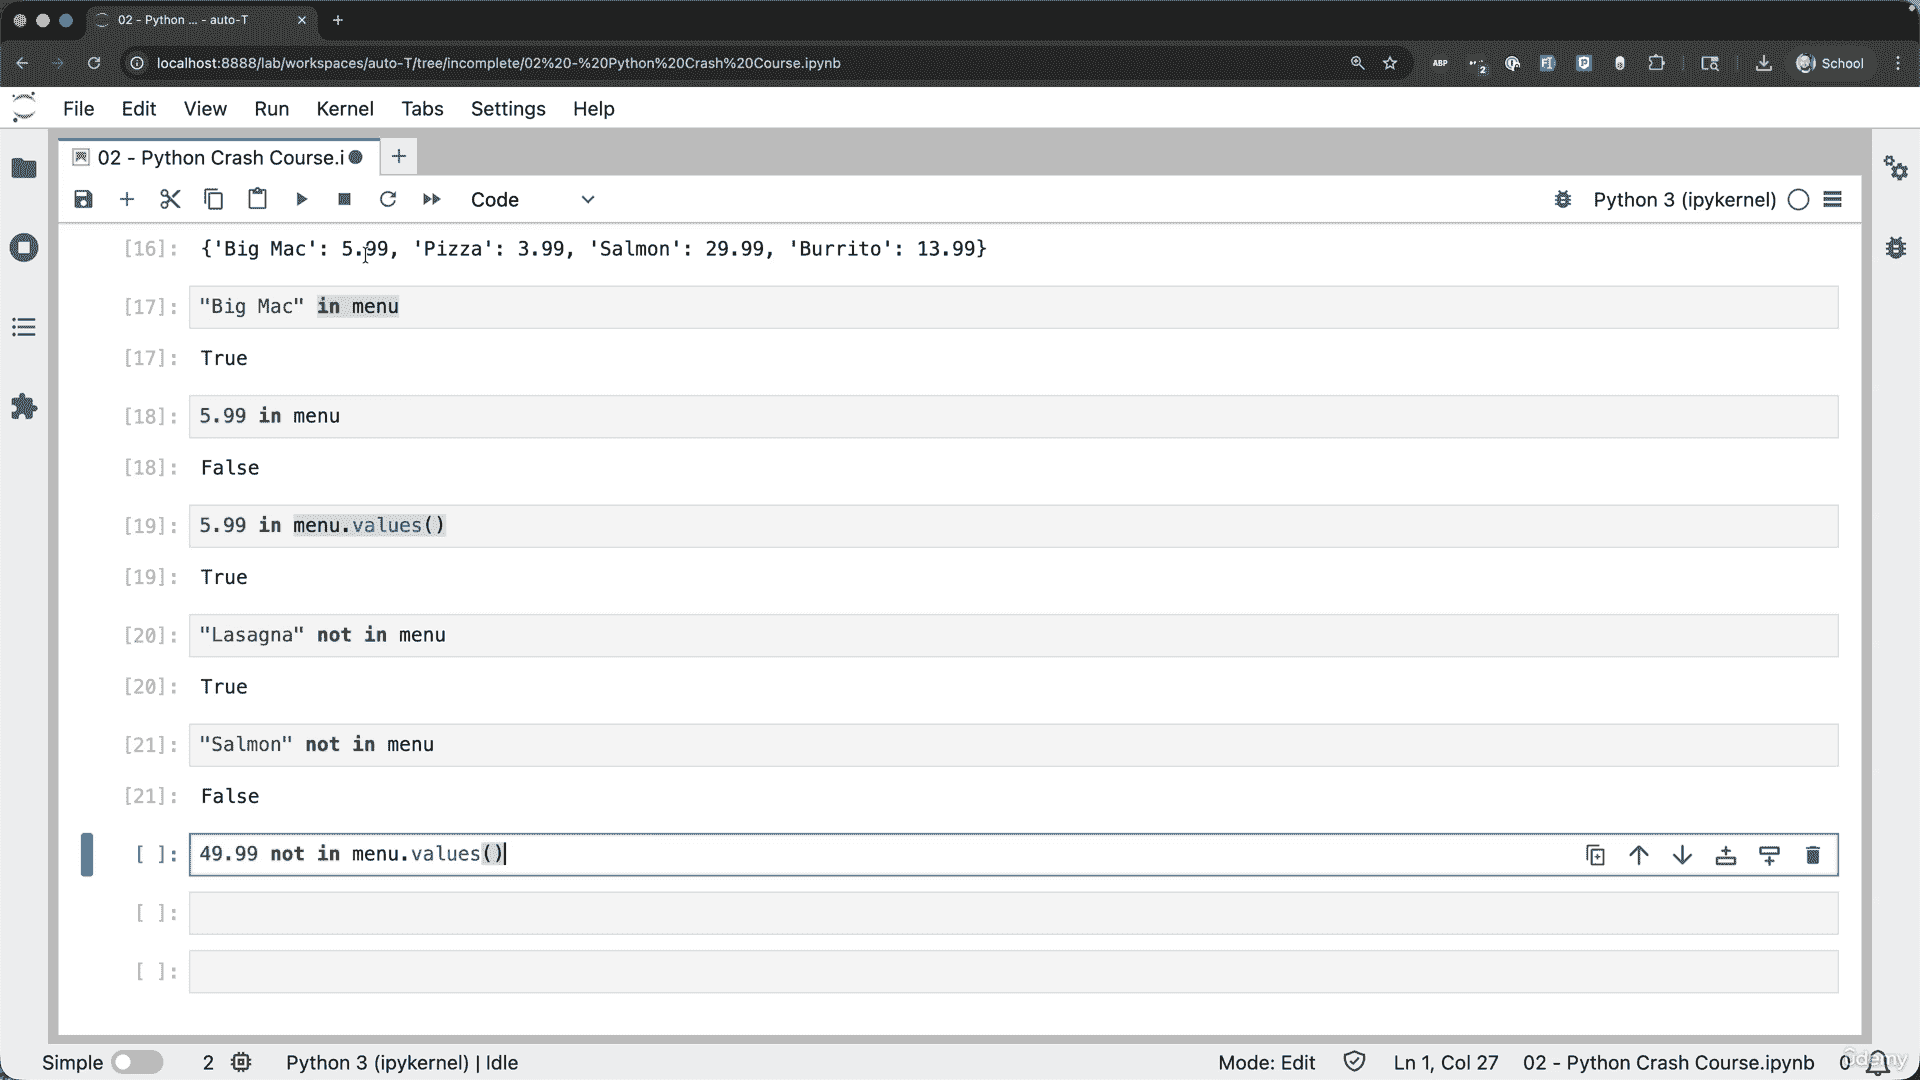 02 - Python ... - auto-T
localhost:8888/lab/workspaces/auto-T/tree/incomplete/02%20-%20Python%20Crash%20Course.ipynb
ABP
2
School
File Edit View Run Kernel Tabs Settings Help
02 - Python Crash Course.i
Code
Python 3 (ipykernel)
[16]: {'Big Mac': 5.99, 'Pizza': 3.99, 'Salmon': 29.99, 'Burrito': 13.99}
[17]: "Big Mac" in menu
[17]: True
[18]: 5.99 in menu
[18]: False
[19]: 5.99 in menu.values()
[19]: True
[20]: "Lasagna" not in menu
[20]: True
[21]: "Salmon" not in menu
[21]: False
[ ]: 49.99 not in menu.values()
[ ]:
[ ]:
Simple 2 Python 3 (ipykernel) | Idle Mode: Edit Ln 1, Col 27 02 - Python Crash Course.ipynb 0
udemy